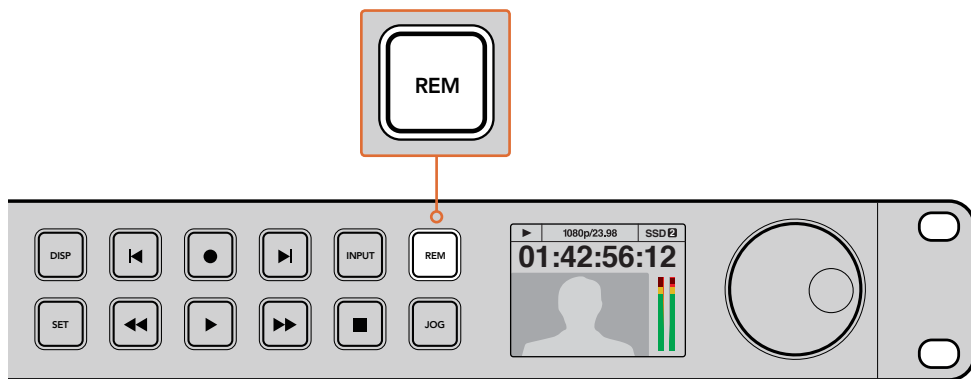 REM
DISP
INPUT
REM
1080p/23.98
SSD 2
01:42:56:12
SET
JOG